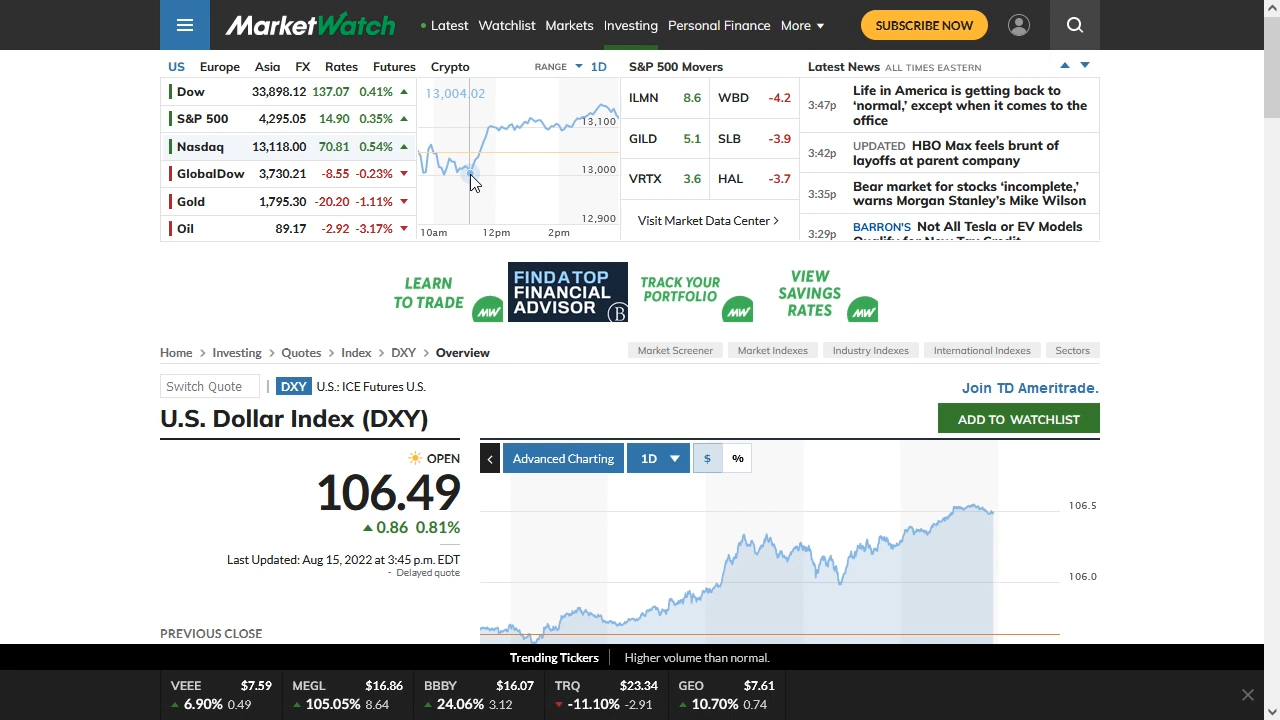 MarketWatch
Latest Watchlist Markets Investing Personal Finance More
SUBSCRIBE NOW
US Europe Asia FX Rates Futures Crypto
RANGE 1D
Dow 33,898.12 137.07 0.41%
S&P 500 4,295.05 14.90 0.35%
Nasdaq 13,118.00 70.81 0.54%
GlobalDow 3,730.21 -8.55 -0.23%
Gold 1,795.30 -20.20 -1.11%
Oil 89.17 -2.92 -3.17%
13,004.02
13,100
13,000
12,900
10am 12pm 2pm
S&P 500 Movers
ILMN 8.6 WBD -4.2
GILD 5.1 SLB -3.9
VRTX 3.6 HAL -3.7
Visit Market Data Center >
Latest News ALL TIMES EASTERN
3:47p Life in America is getting back to
‘normal,’ except when it comes to the
office
3:42p UPDATED HBO Max feels brunt of
layoffs at parent company
3:35p Bear market for stocks ‘incomplete,’
warns Morgan Stanley’s Mike Wilson
3:29p BARRON'S Not All Tesla or EV Models
Qualify for New Tax Credit
LEARN
TO TRADE
MW
FIND A TOP
FINANCIAL
ADVISOR
B
TRACK YOUR
PORTFOLIO
MW
VIEW
SAVINGS
RATES
MW
Home > Investing > Quotes > Index > DXY > Overview
Market Screener Market Indexes Industry Indexes International Indexes Sectors
Switch Quote | DXY U.S.: ICE Futures U.S.
Join TD Ameritrade.
U.S. Dollar Index (DXY)
ADD TO WATCHLIST
OPEN
106.49
0.86 0.81%
Last Updated: Aug 15, 2022 at 3:45 p.m. EDT
- Delayed quote
PREVIOUS CLOSE
< Advanced Charting 1D $ %
106.5
106.0
Trending Tickers | Higher volume than normal.
VEEE $7.59
6.90% 0.49
MEGL $16.86
105.05% 8.64
BBBY $16.07
24.06% 3.12
TRQ $23.34
-11.10% -2.91
GEO $7.61
10.70% 0.74